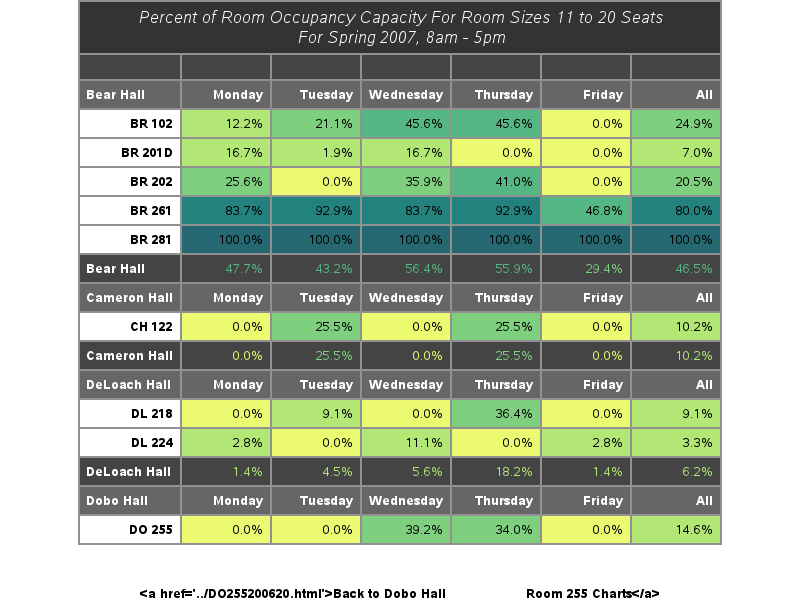 Percent of Room Occupancy Capacity For Room Sizes 11 to 20 Seats
For Spring 2007, 8am - 5pm
Bear Hall Monday Tuesday Wednesday Thursday Friday All
BR 102 12.2% 21.1% 45.6% 45.6% 0.0% 24.9%
BR 201D 16.7% 1.9% 16.7% 0.0% 0.0% 7.0%
BR 202 25.6% 0.0% 35.9% 41.0% 0.0% 20.5%
BR 261 83.7% 92.9% 83.7% 92.9% 46.8% 80.0%
BR 281 100.0% 100.0% 100.0% 100.0% 100.0% 100.0%
Bear Hall 47.7% 43.2% 56.4% 55.9% 29.4% 46.5%
Cameron Hall Monday Tuesday Wednesday Thursday Friday All
CH 122 0.0% 25.5% 0.0% 25.5% 0.0% 10.2%
Cameron Hall 0.0% 25.5% 0.0% 25.5% 0.0% 10.2%
DeLoach Hall Monday Tuesday Wednesday Thursday Friday All
DL 218 0.0% 9.1% 0.0% 36.4% 0.0% 9.1%
DL 224 2.8% 0.0% 11.1% 0.0% 2.8% 3.3%
DeLoach Hall 1.4% 4.5% 5.6% 18.2% 1.4% 6.2%
Dobo Hall Monday Tuesday Wednesday Thursday Friday All
DO 255 0.0% 0.0% 39.2% 34.0% 0.0% 14.6%
<a href='../DO255200620.html'>Back to Dobo Hall Room 255 Charts</a>